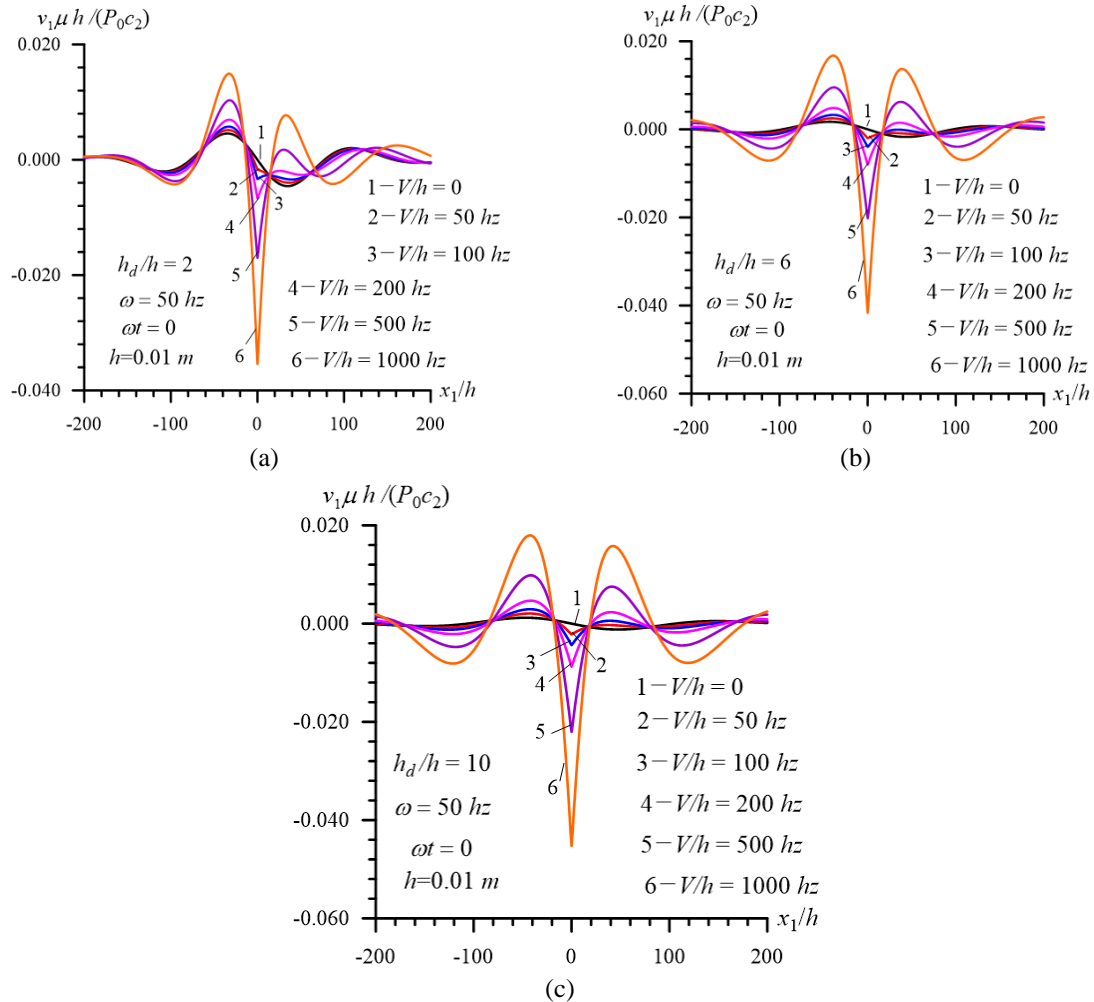 v₁μ h /(P₀c₂)
0.020
0.000
-0.020
-0.040
-200
-100
0
100
200
x₁/h
1
2
3
4
5
6
h_d/h = 2
ω = 50 hz
ωt = 0
h=0.01 m
1−V/h = 0
2−V/h = 50 hz
3−V/h = 100 hz
4−V/h = 200 hz
5−V/h = 500 hz
6−V/h = 1000 hz
(a)
v₁μ h /(P₀c₂)
0.020
0.000
-0.020
-0.040
-0.060
-200
-100
0
100
200
x₁/h
1
2
3
4
5
6
h_d/h = 6
ω = 50 hz
ωt = 0
h=0.01 m
1−V/h = 0
2−V/h = 50 hz
3−V/h = 100 hz
4−V/h = 200 hz
5−V/h = 500 hz
6−V/h = 1000 hz
(b)
v₁μ h /(P₀c₂)
0.020
0.000
-0.020
-0.040
-0.060
-200
-100
0
100
200
x₁/h
1
2
3
4
5
6
h_d/h = 10
ω = 50 hz
ωt = 0
h=0.01 m
1−V/h = 0
2−V/h = 50 hz
3−V/h = 100 hz
4−V/h = 200 hz
5−V/h = 500 hz
6−V/h = 1000 hz
(c)